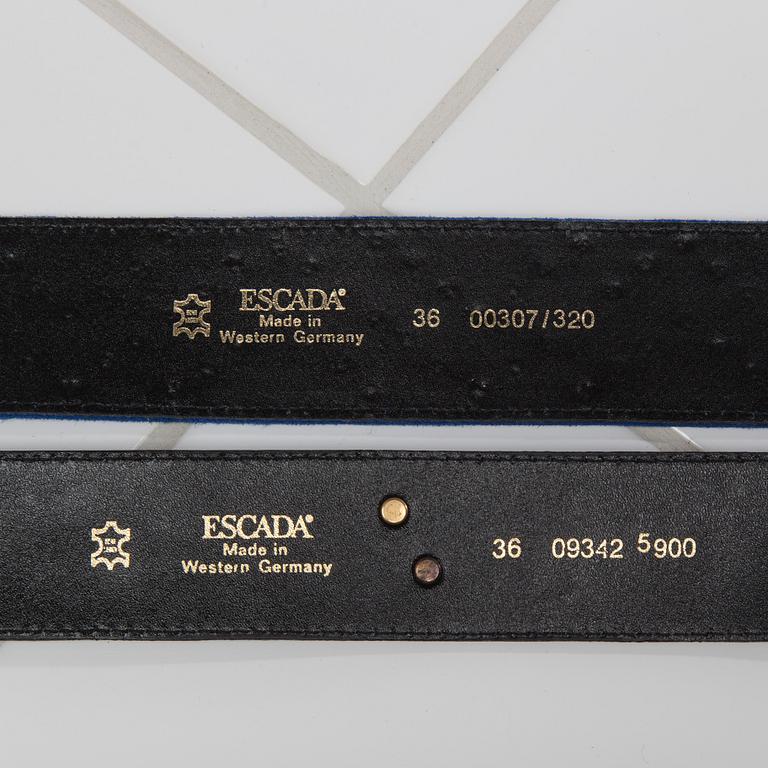 ESCADA®
Made in
Western Germany
36 00307/320
ESCADA®
Made in
Western Germany
36 09342 5900